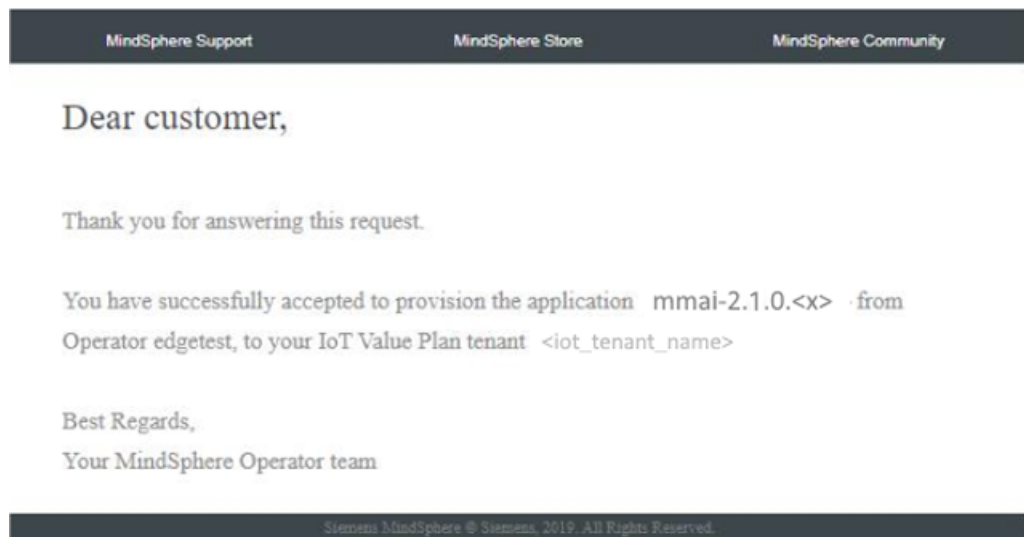 MindSphere Support MindSphere Store MindSphere Community
Dear customer,
Thank you for answering this request.
You have successfully accepted to provision the application mmai-2.1.0.<x> from
Operator edgetest, to your IoT Value Plan tenant <iot_tenant_name>
Best Regards,
Your MindSphere Operator team
Siemens MindSphere © Siemens, 2019. All Rights Reserved.